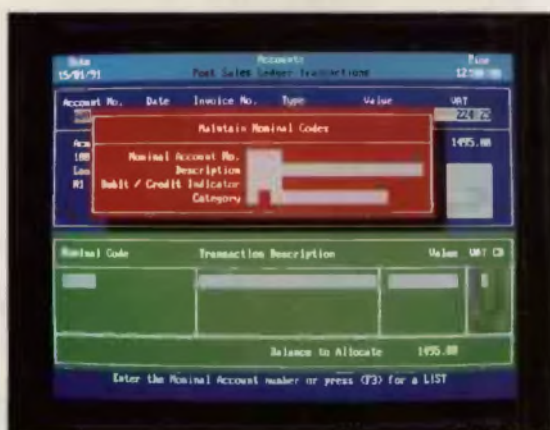 Date Accounts Time
15/01/91 Post Sales Ledger Transactions 12:
Account No. Date Invoice No. Type Value VAT
224.25
Maintain Nominal Codes
1495.00
Nominal Account No.
Description
Debit / Credit Indicator
Category
Nominal Code Transaction Description Value VAT CD
Balance to Allocate 1495.00
Enter the Nominal Account number or press (F3) for a LIST